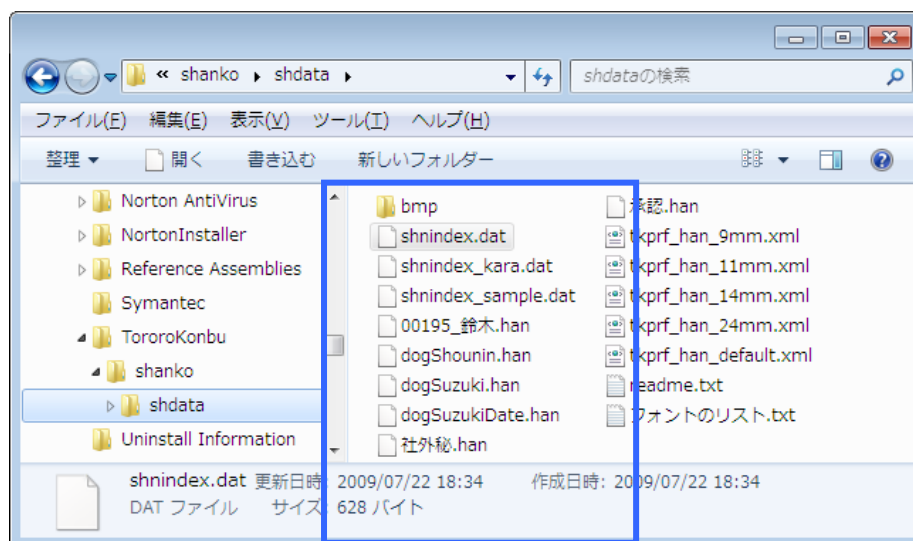 « shanko ▸ shdata ▸
shdataの検索
ファイル(F) 編集(E) 表示(V) ツール(T) ヘルプ(H)
整理 ▼ 開く 書き込む 新しいフォルダー
Norton AntiVirus
NortonInstaller
Reference Assemblies
Symantec
TororoKonbu
shanko
shdata
Uninstall Information
bmp
shnindex.dat
shnindex_kara.dat
shnindex_sample.dat
00195_鈴木.han
dogShounin.han
dogSuzuki.han
dogSuzukiDate.han
社外秘.han
承認.han
tkprf_han_9mm.xml
tkprf_han_11mm.xml
tkprf_han_14mm.xml
tkprf_han_24mm.xml
tkprf_han_default.xml
readme.txt
フォントのリスト.txt
shnindex.dat 更新日時: 2009/07/22 18:34 作成日時: 2009/07/22 18:34
DAT ファイル サイズ: 628 バイト